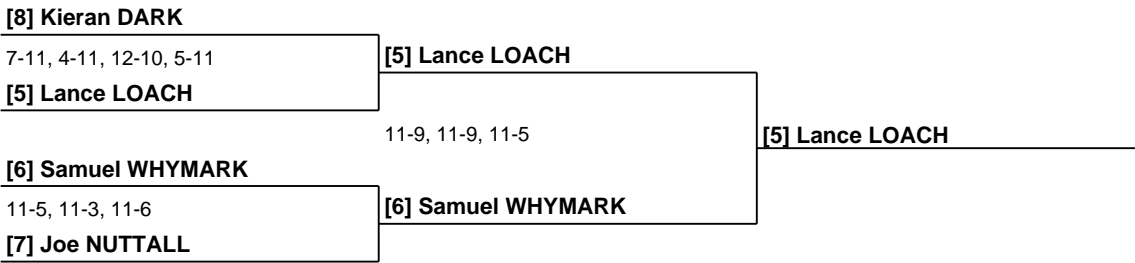 [8] Kieran DARK
7-11, 4-11, 12-10, 5-11
[5] Lance LOACH
[5] Lance LOACH
11-9, 11-9, 11-5
[5] Lance LOACH
[6] Samuel WHYMARK
11-5, 11-3, 11-6
[6] Samuel WHYMARK
[7] Joe NUTTALL